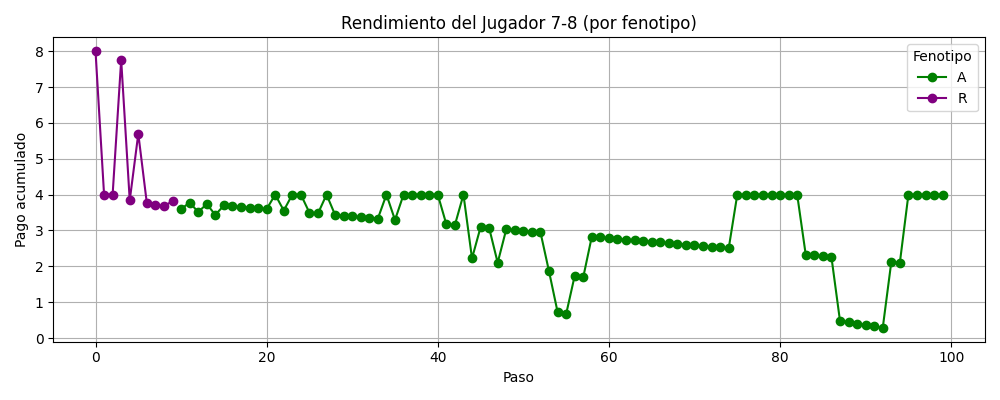 Rendimiento del Jugador 7-8 (por fenotipo)
Pago acumulado
8
7
6
5
4
3
2
1
0
Fenotipo
A
R
0 20 40 60 80 100
Paso